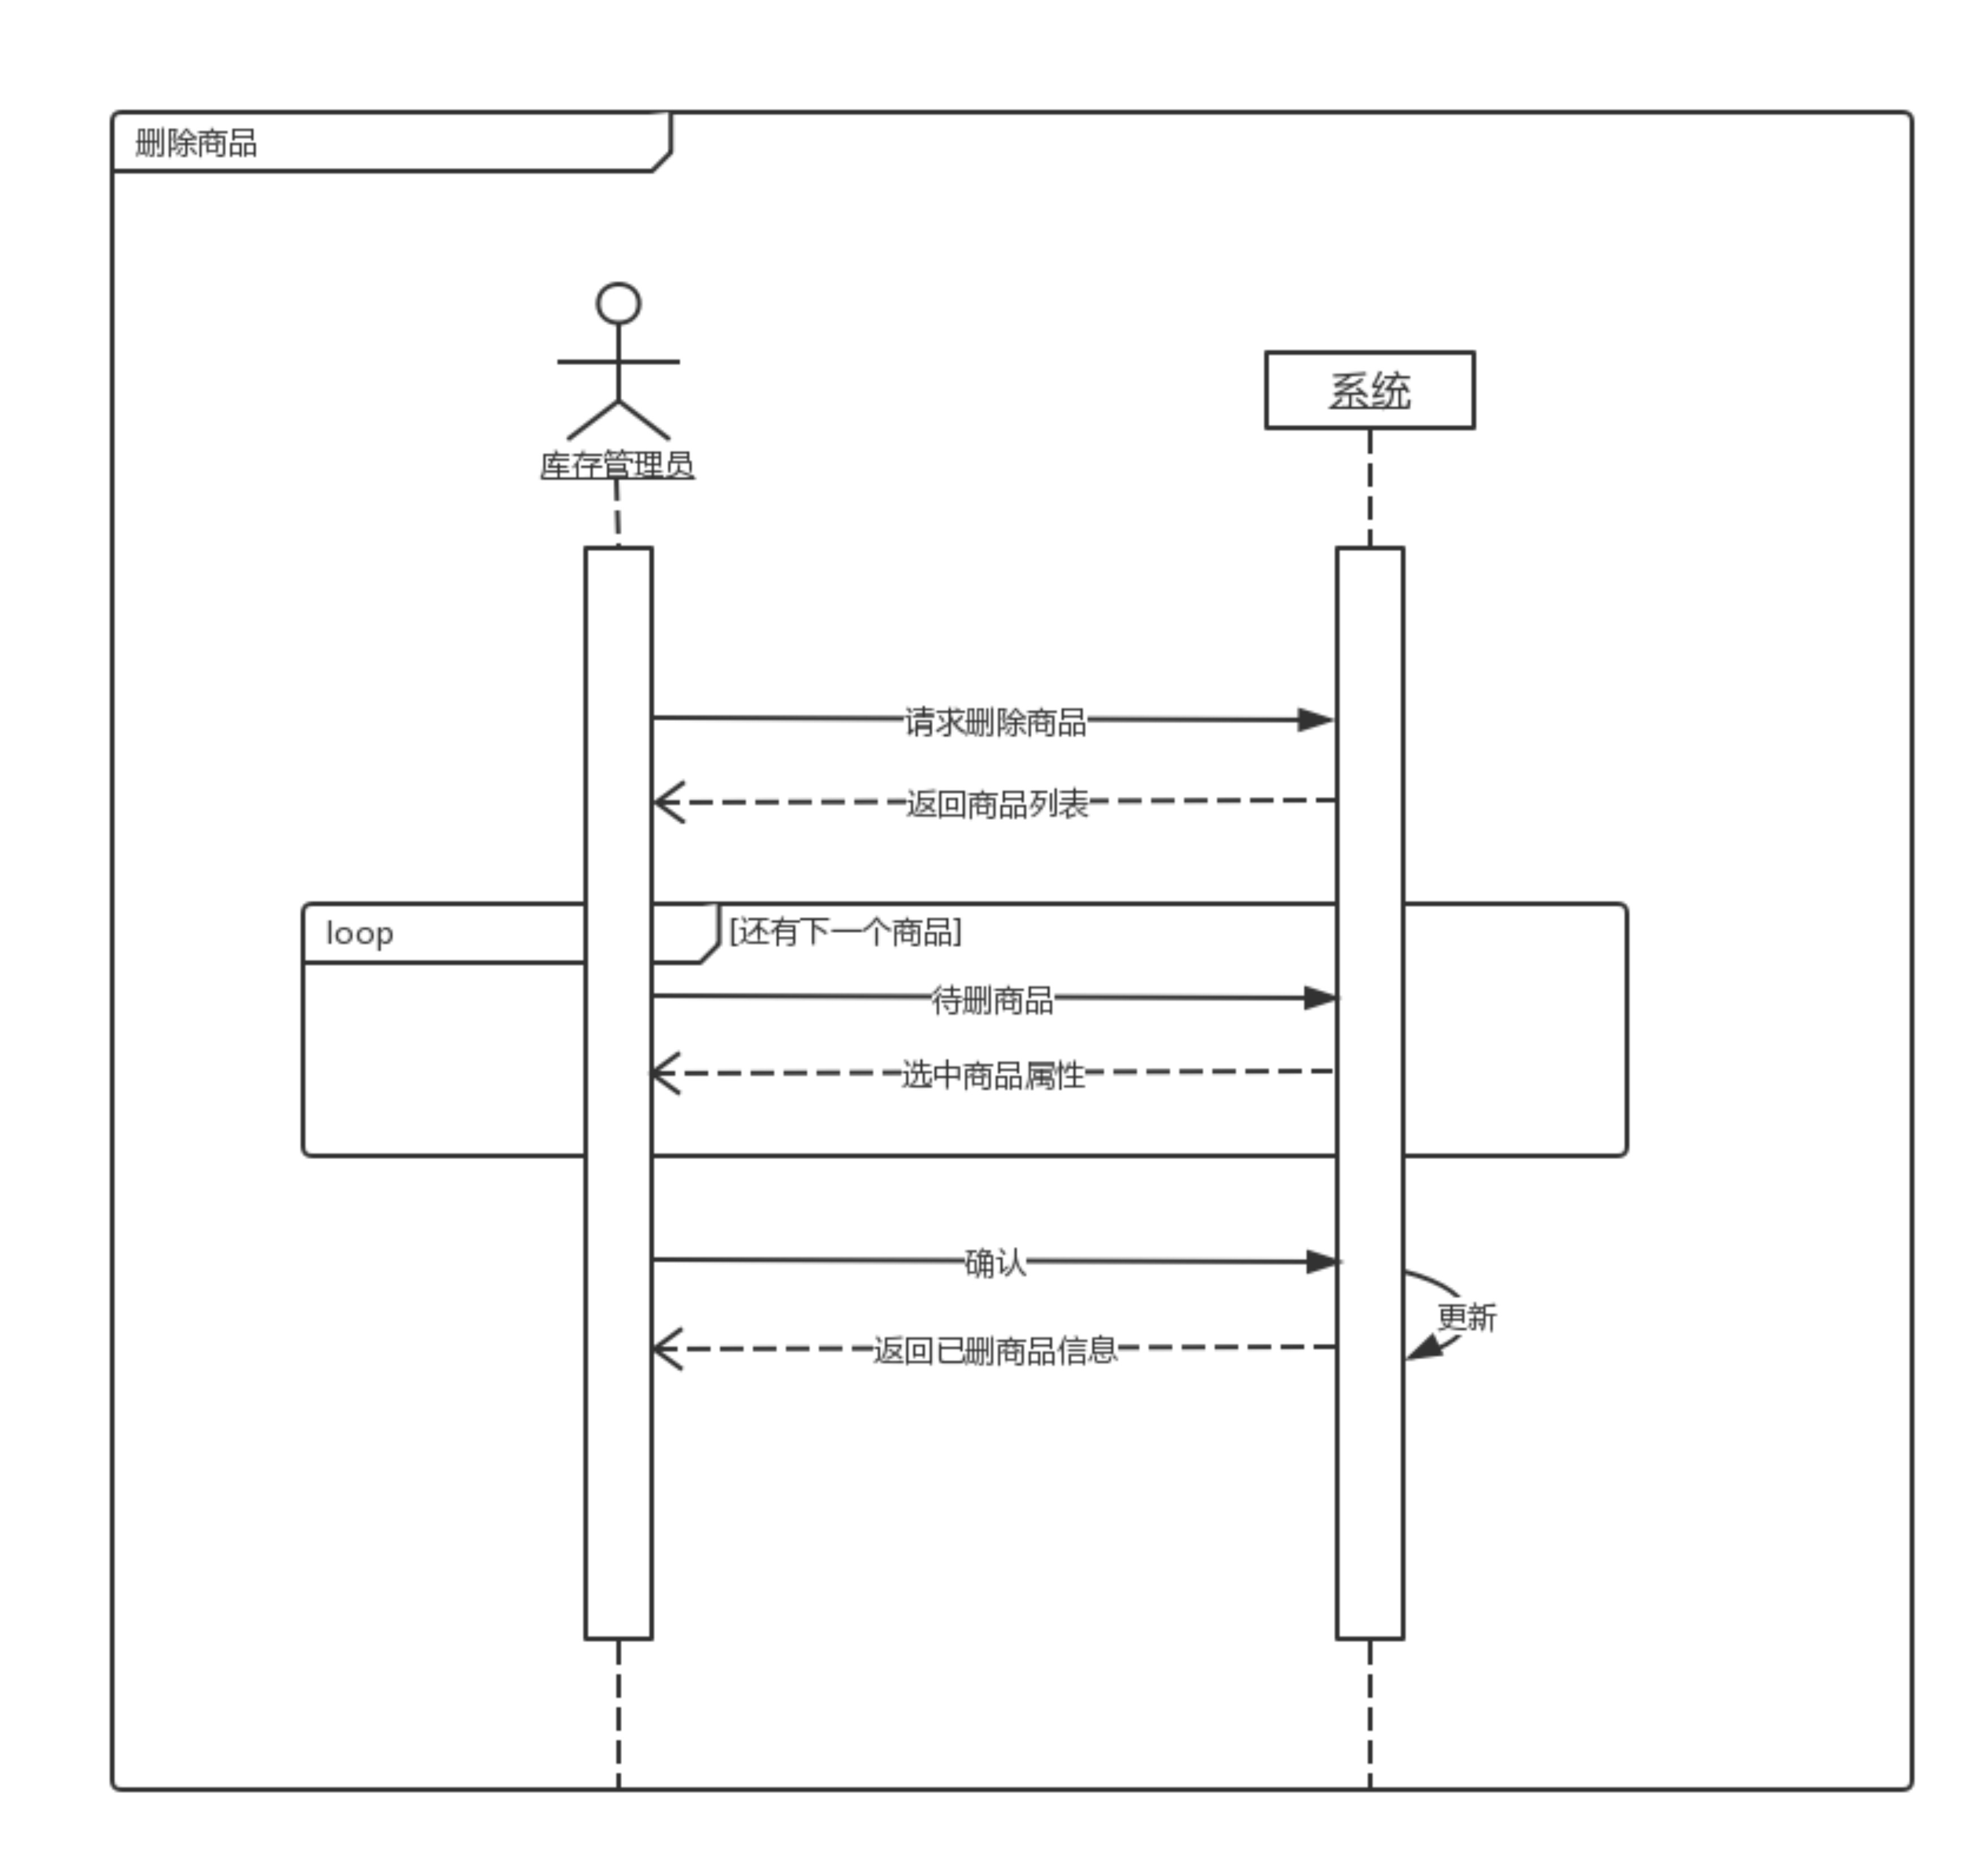 删除商品
库存管理员
系统
请求删除商品
返回商品列表
loop
[还有下一个商品]
待删商品
选中商品属性
确认
更新
返回已删商品信息